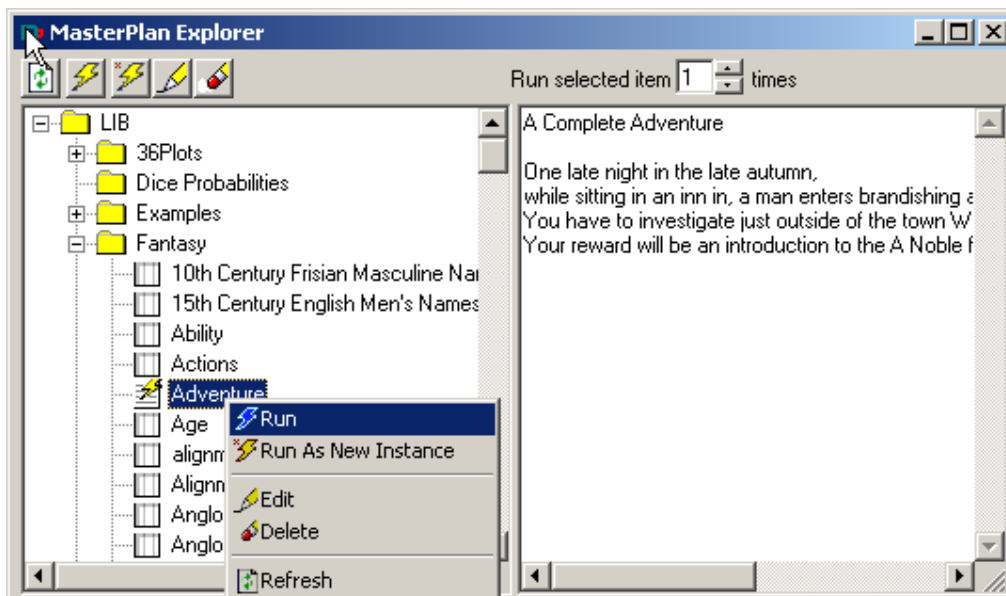 MasterPlan Explorer
Run selected item 1 times
LIB
36Plots
Dice Probabilities
Examples
Fantasy
10th Century Frisian Masculine Na
15th Century English Men's Names
Ability
Actions
Adventure
Age
alignm
Alignn
Anglo
Anglo
Run
Run As New Instance
Edit
Delete
Refresh
A Complete Adventure
One late night in the late autumn,
while sitting in an inn in, a man enters brandishing a
You have to investigate just outside of the town W
Your reward will be an introduction to the A Noble f